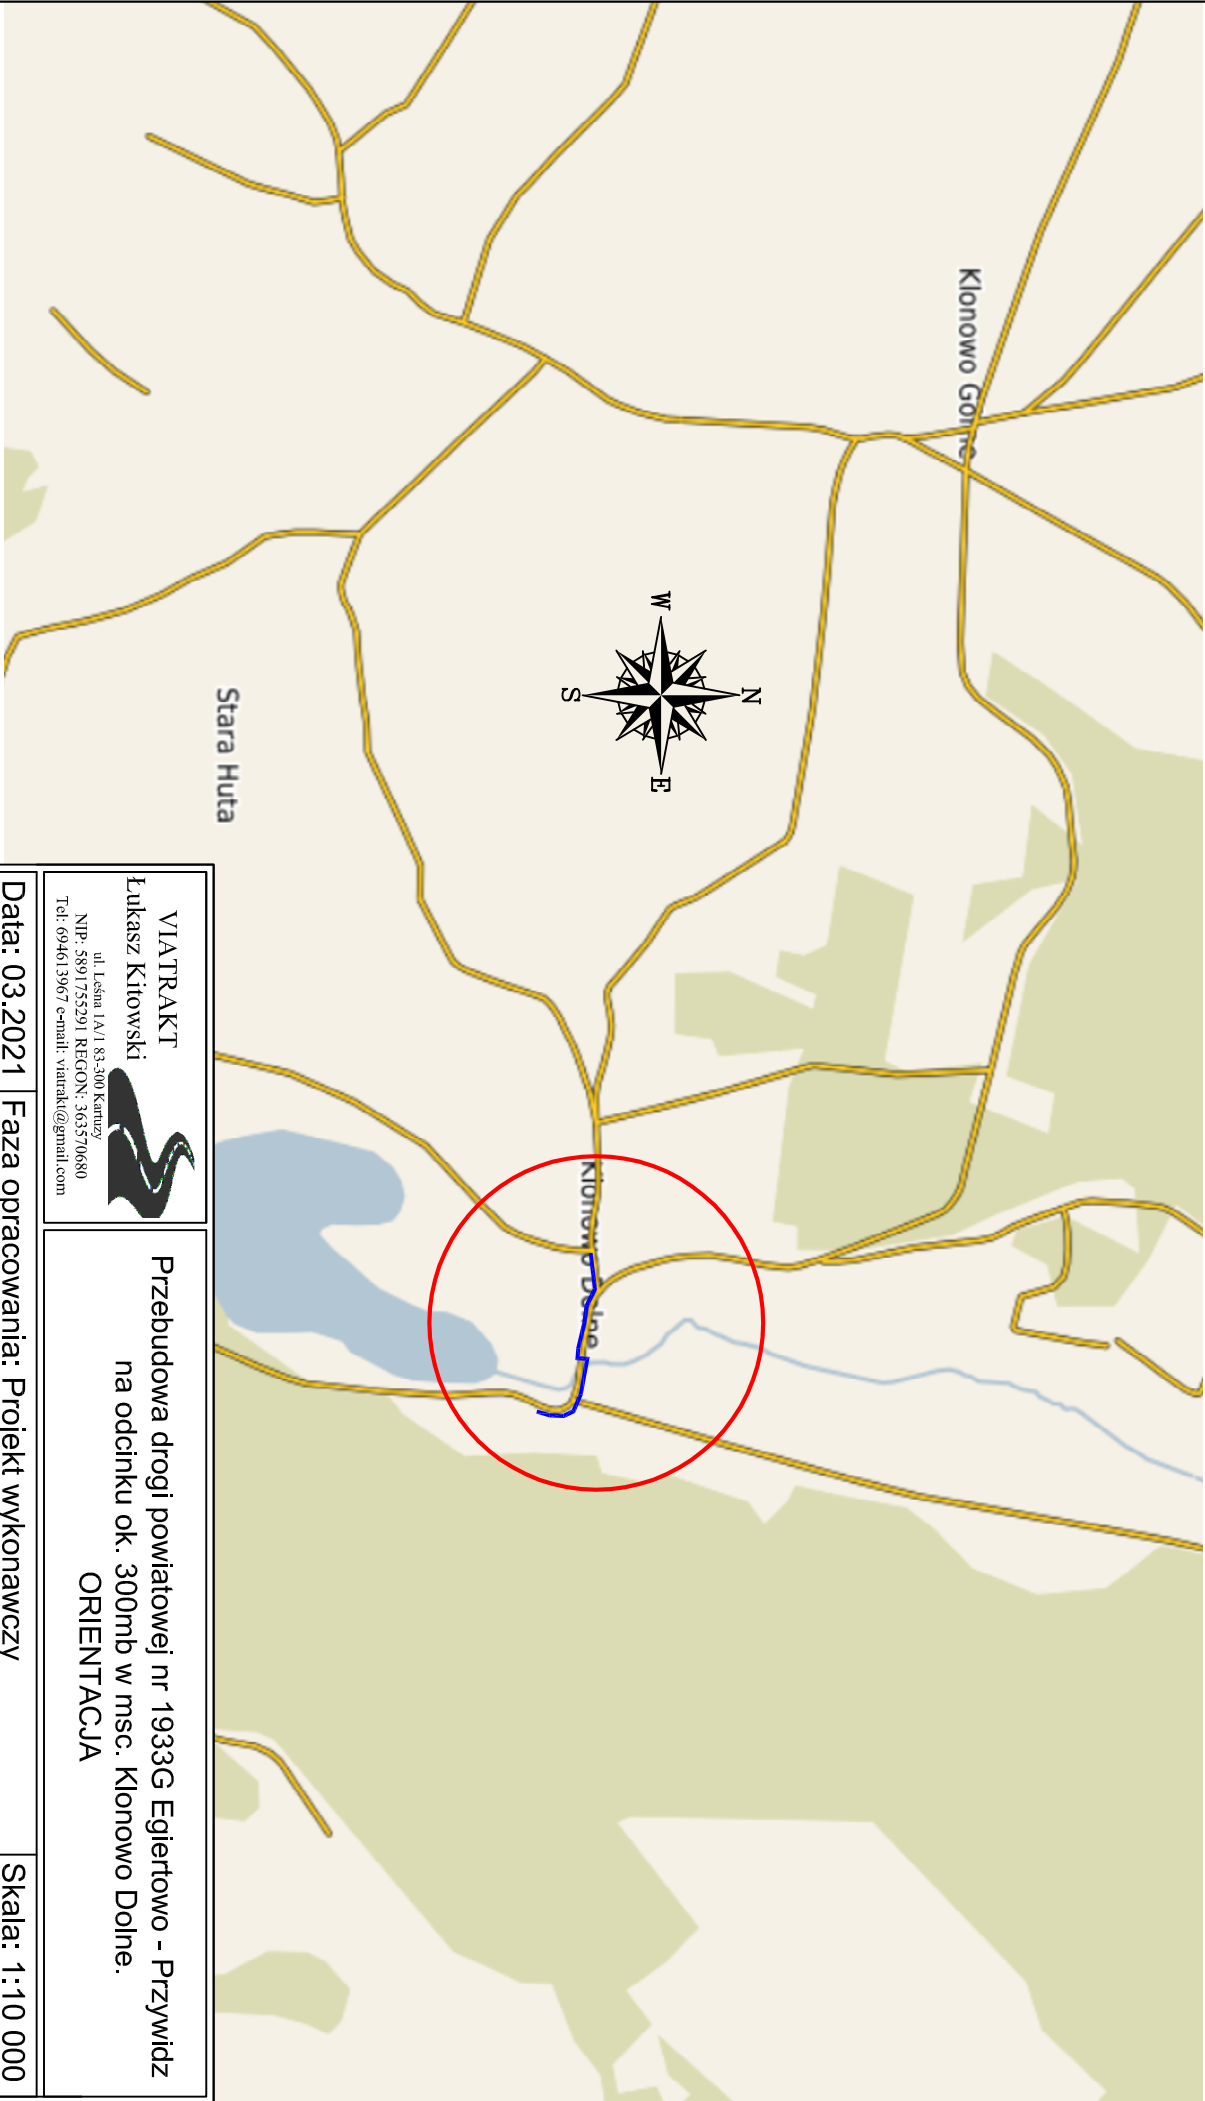 Klonowo Górne
N
W
E
S
Klonowo Dolne
Stara Huta
VIATRAKT
Łukasz Kitowski
ul. Leśna 1A/1 83-300 Kartuzy
NIP: 5891755291 REGON: 363570680
Tel: 694613967 e-mail: viatrakt@gmail.com
Przebudowa drogi powiatowej nr 1933G Egiertowo - Przywidz
na odcinku ok. 300mb w msc. Klonowo Dolne.
ORIENTACJA
Data: 03.2021
Faza opracowania: Projekt wykonawczy
Skala: 1:10 000